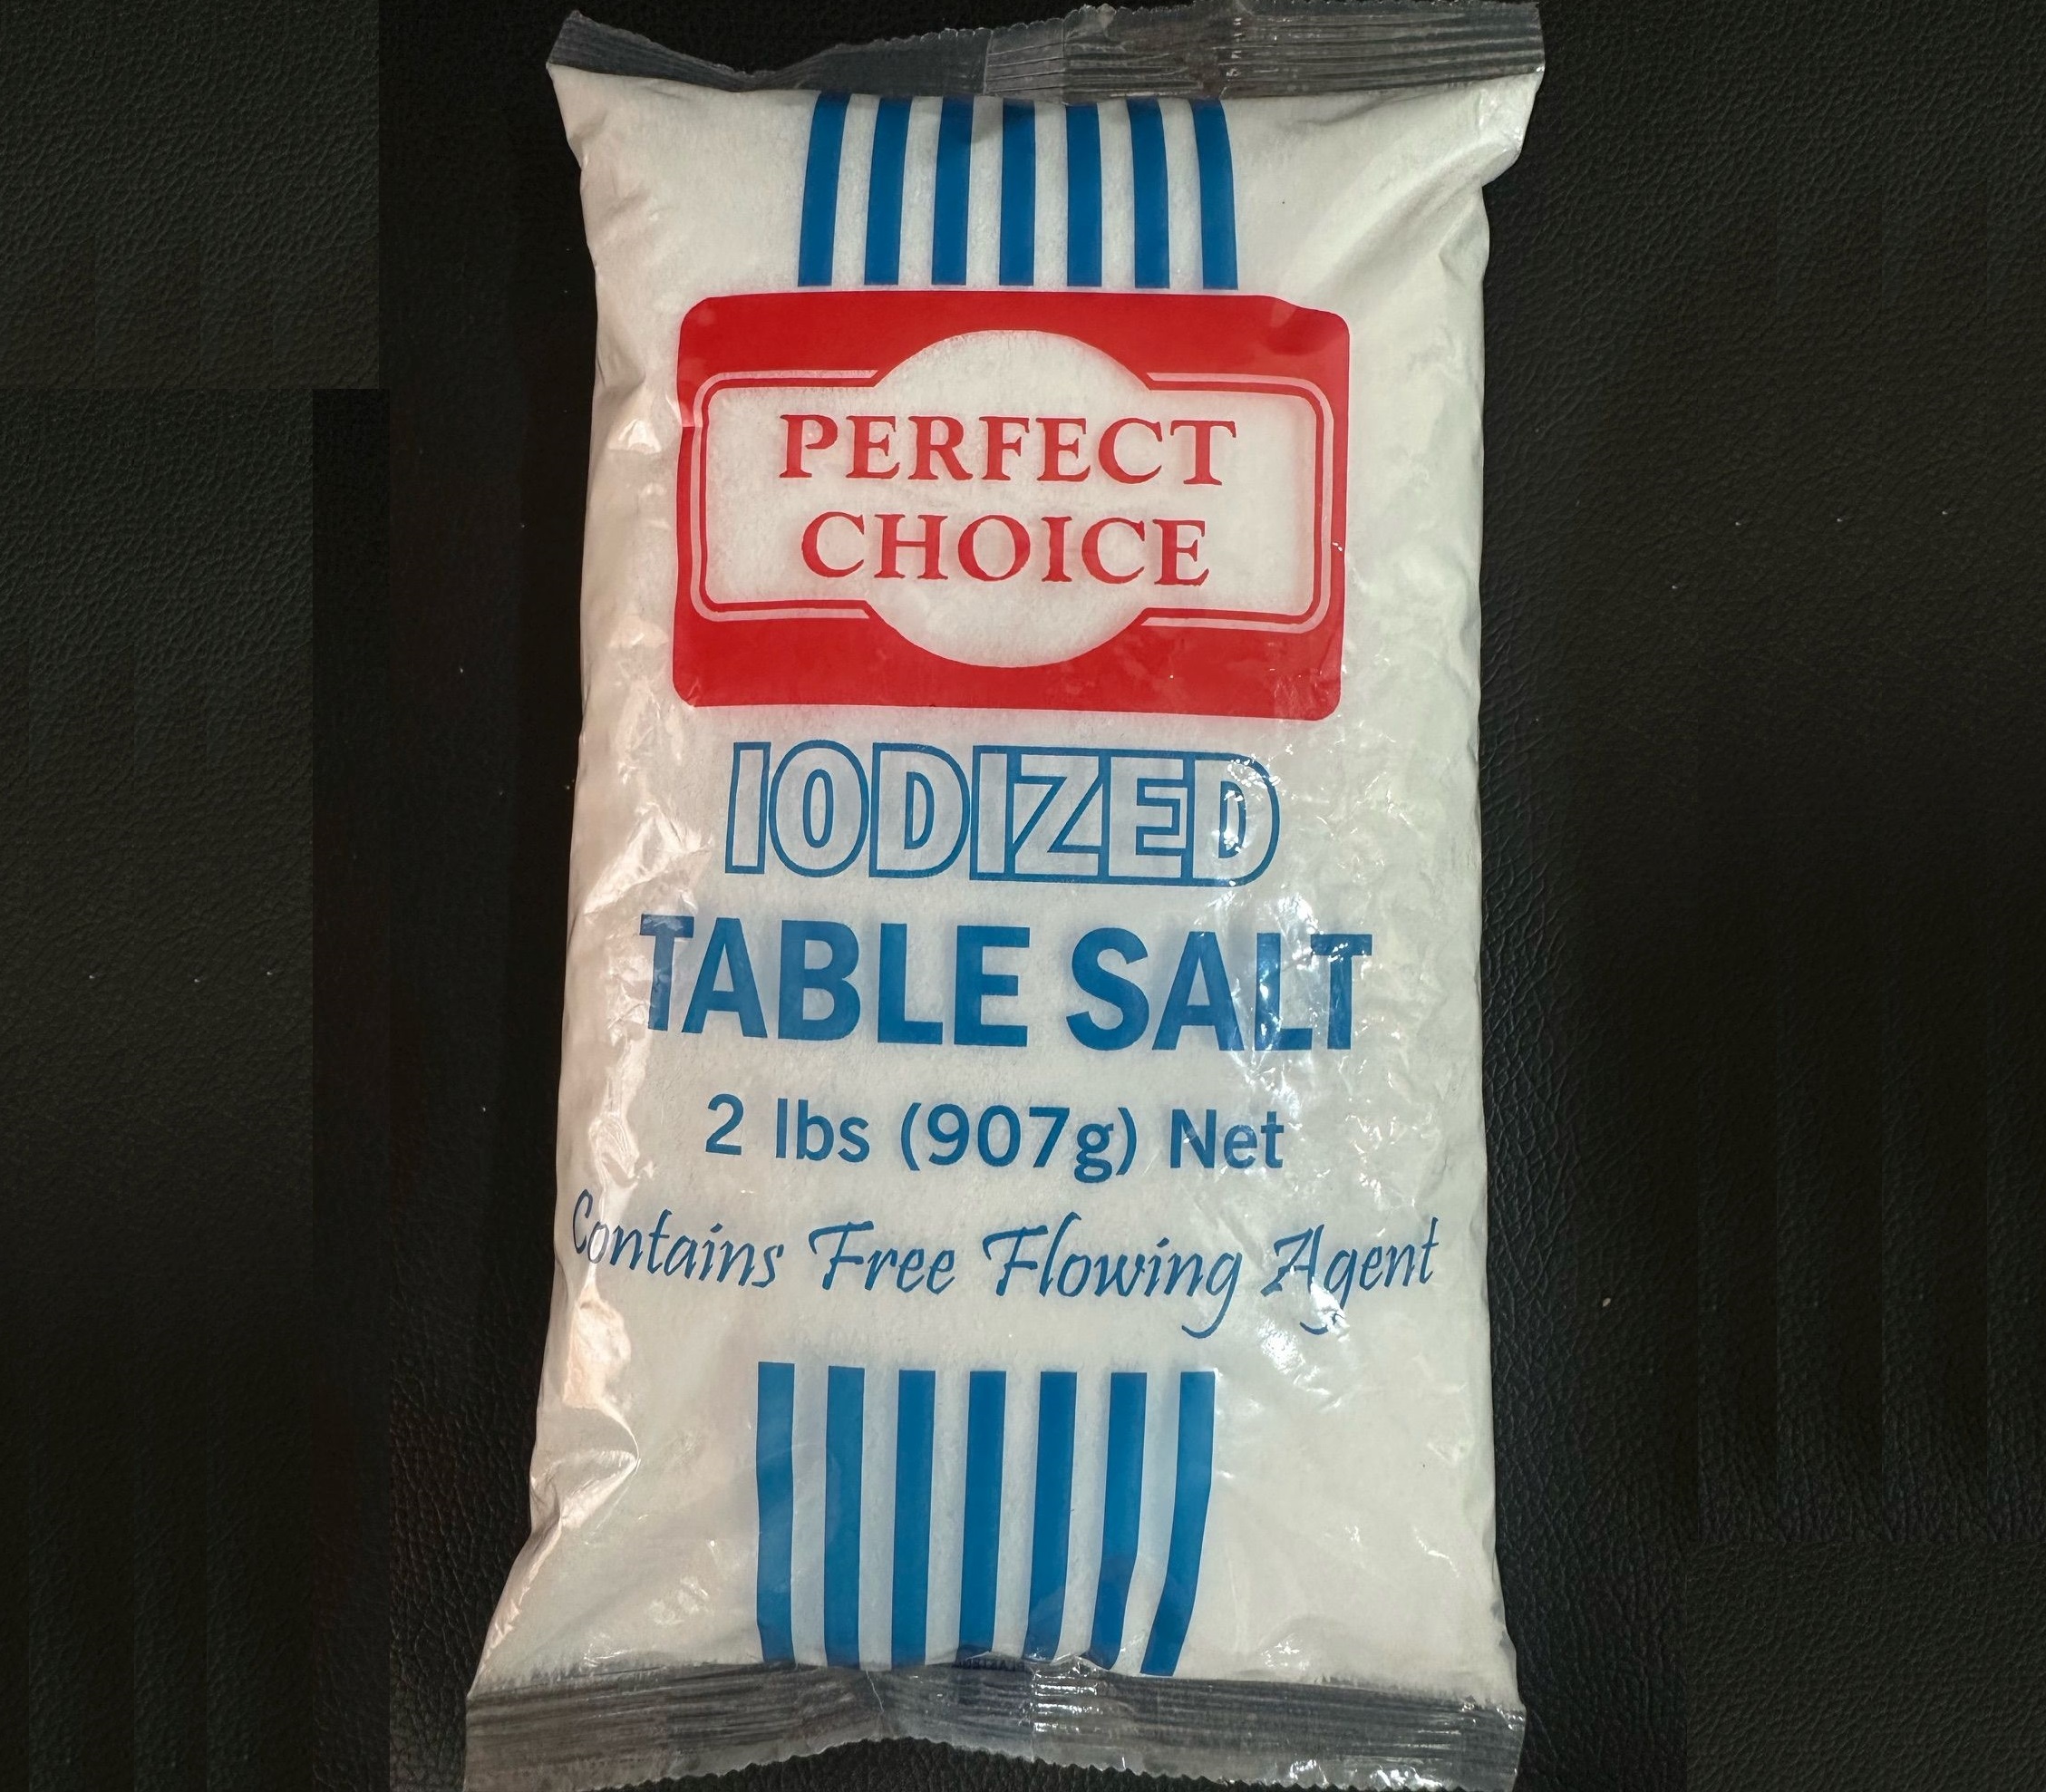 PERFECT
CHOICE
IODIZED
TABLE SALT
2 lbs (907g) Net
Contains Free Flowing Agent